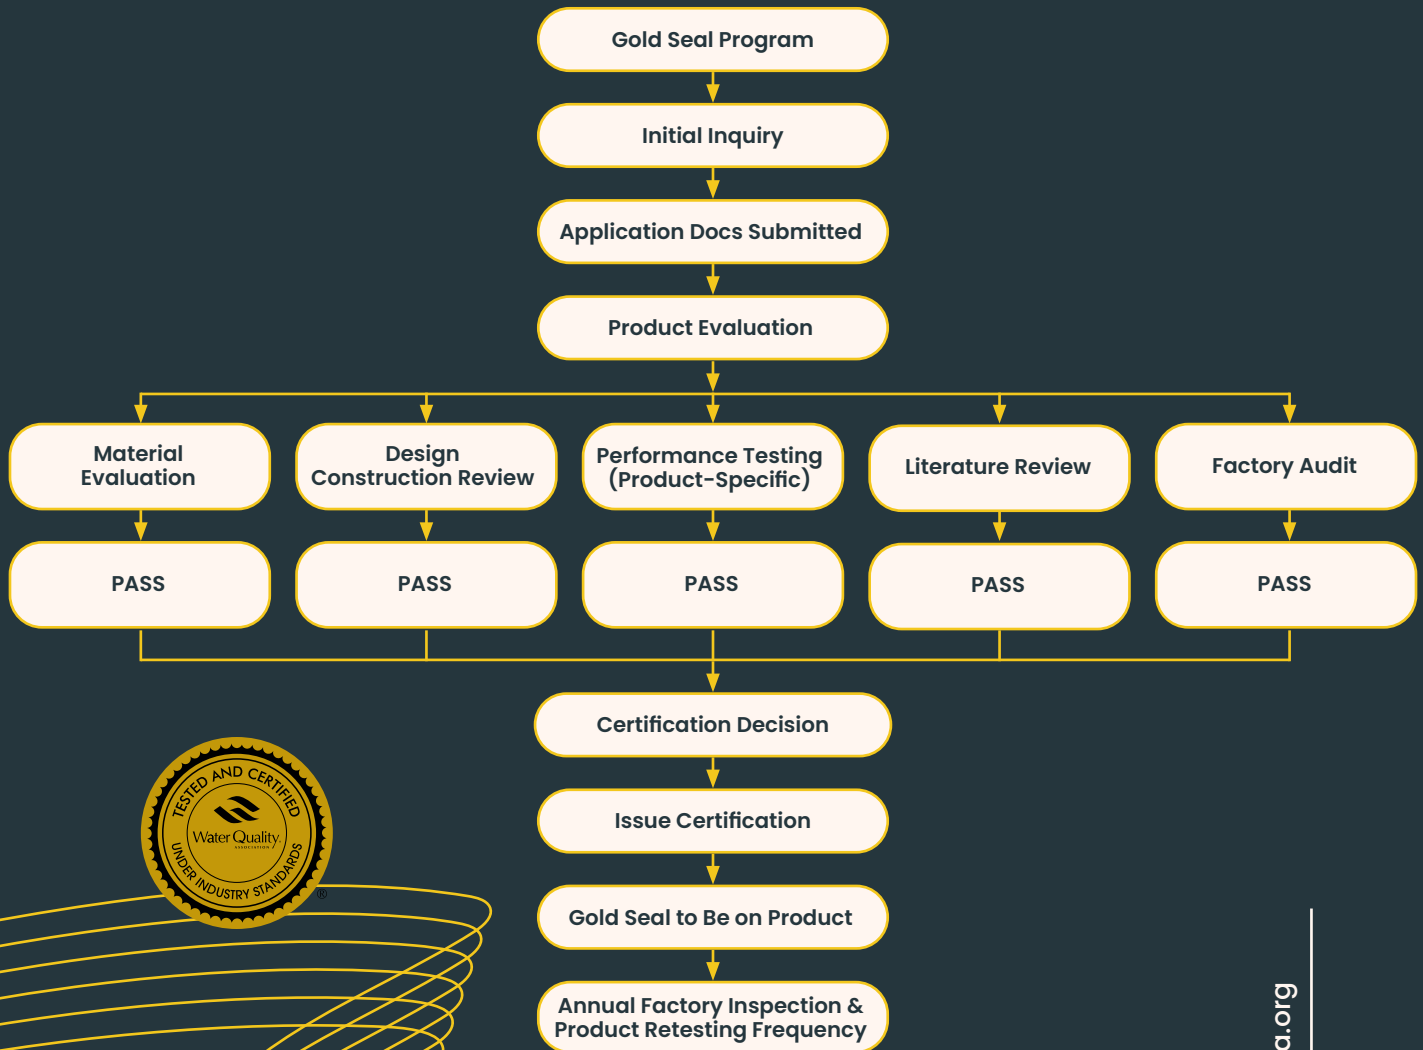 Gold Seal Program
Initial Inquiry
Application Docs Submitted
Product Evaluation
Material
Evaluation
Design
Construction Review
Performance Testing
(Product-Specific)
Literature Review
Factory Audit
PASS
PASS
PASS
PASS
PASS
Certification Decision
TESTED AND CERTIFIED
Water Quality
ASSOCIATION
UNDER INDUSTRY STANDARDS
®
Issue Certification
Gold Seal to Be on Product
Annual Factory Inspection &
Product Retesting Frequency
a.org